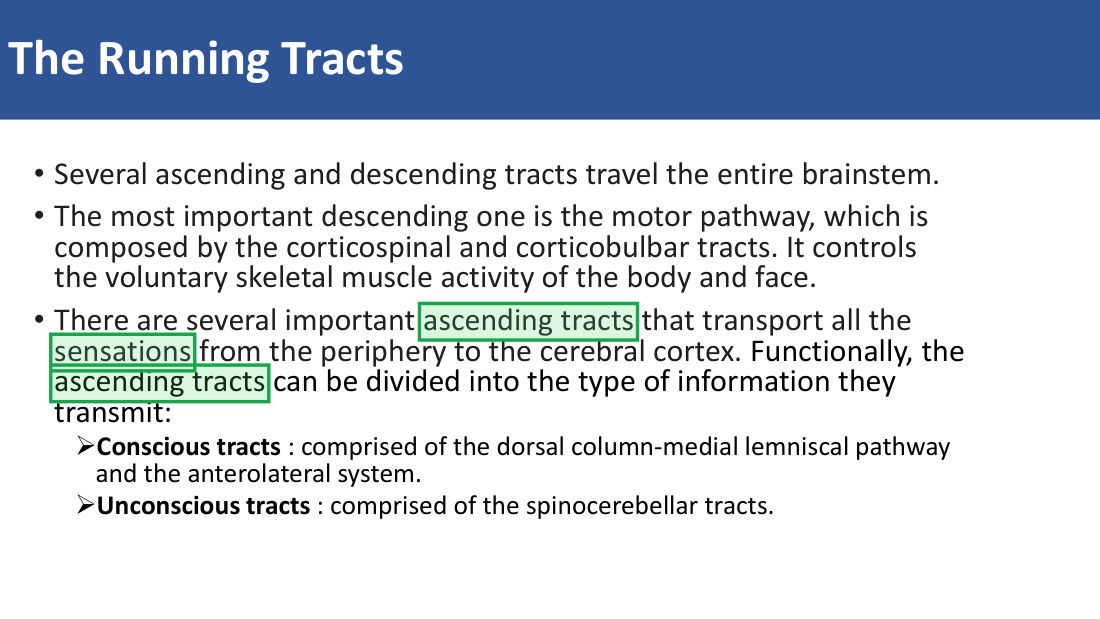 The Running Tracts
• Several ascending and descending tracts travel the entire brainstem.
• The most important descending one is the motor pathway, which is
composed by the corticospinal and corticobulbar tracts. It controls
the voluntary skeletal muscle activity of the body and face.
• There are several important ascending tracts that transport all the
sensations from the periphery to the cerebral cortex. Functionally, the
ascending tracts can be divided into the type of information they
transmit:
➢Conscious tracts : comprised of the dorsal column-medial lemniscal pathway
and the anterolateral system.
➢Unconscious tracts : comprised of the spinocerebellar tracts.